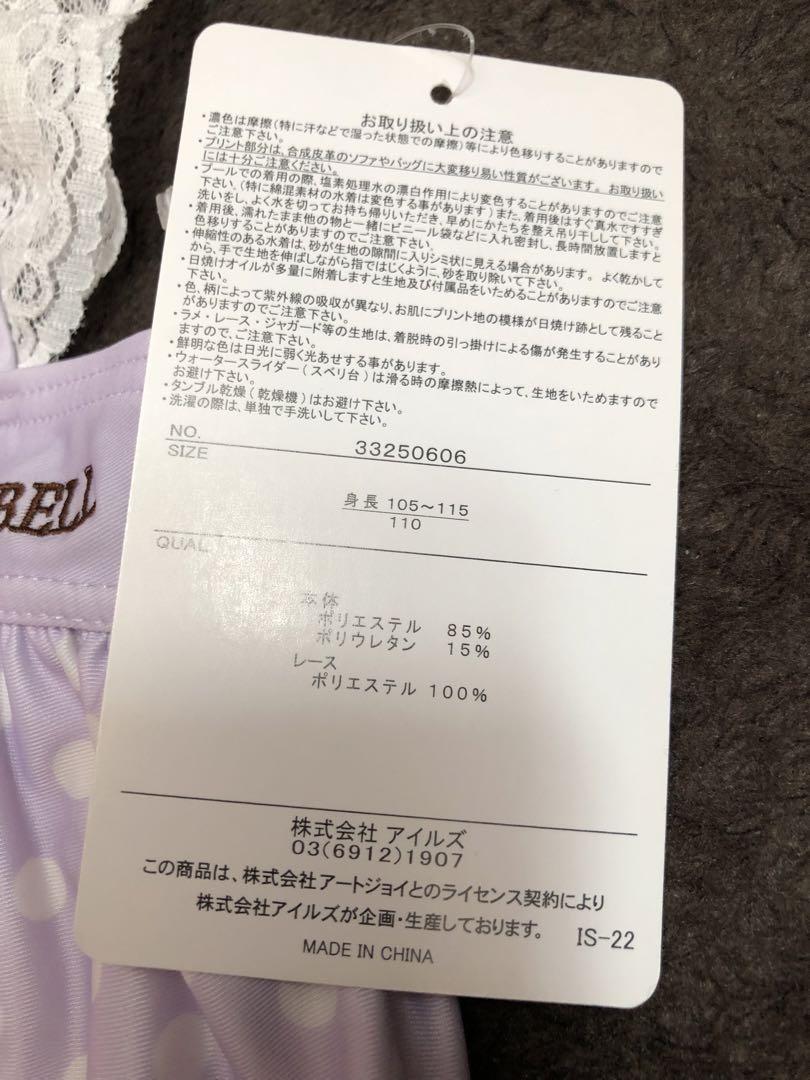 お取り扱い上の注意
・濃色は摩擦(特に汗などで湿った状態での摩擦)等により色移りすることがありますので
ご注意下さい。
・プリント部分は、合成皮革のソファやバッグに大変移り易い性質がございます。お取り扱い
には十分ご注意ください。
・プールでの着用の際、塩素処理水の漂白作用により変色することがありますのでご注意
下さい。(特に綿混素材の水着は変色する事があります)また、着用後はすぐ真水ですすぎ
洗いをし、よく水を切ってお持ち帰りいただき、早めにかたちを整え吊り干しして下さい。
・着用後、濡れたまま他の物と一緒にビニール袋などに入れ密封し、長時間放置しますと
色移りすることがありますのでご注意下さい。
・伸縮性のある水着は、砂が生地の隙間に入りシミ状に見える場合があります。よく乾かして
から、手で生地を伸ばしながら指ではじくように、砂を取り除いて下さい。
・日焼けオイルが多量に附着しますと生地及び付属品をいためることがありますのでご注意
下さい。
・色、柄によって紫外線の吸収が異なり、お肌にプリント地の模様が日焼け跡として残ること
がありますのでご注意下さい。
・ラメ・レース・ジャガード等の生地は、着脱時の引っ掛けによる傷が発生することがあり
ますので、ご注意下さい。
・鮮明な色は日光に弱く光あせする事があります。
・ウォータースライダー(スベリ台)は滑る時の摩擦熱によって、生地をいためますので
お避け下さい。
・タンブル乾燥(乾燥機)はお避け下さい。
・洗濯の際は、単独で手洗いして下さい。
NO. 33250606
SIZE
身長 105～115
110
QUAL
本体
ポリエステル 85%
ポリウレタン 15%
レース
ポリエステル 100%
株式会社 アイルズ
03(6912)1907
この商品は、株式会社アートジョイとのライセンス契約により
株式会社アイルズが企画・生産しております。 IS-22
MADE IN CHINA
BELL